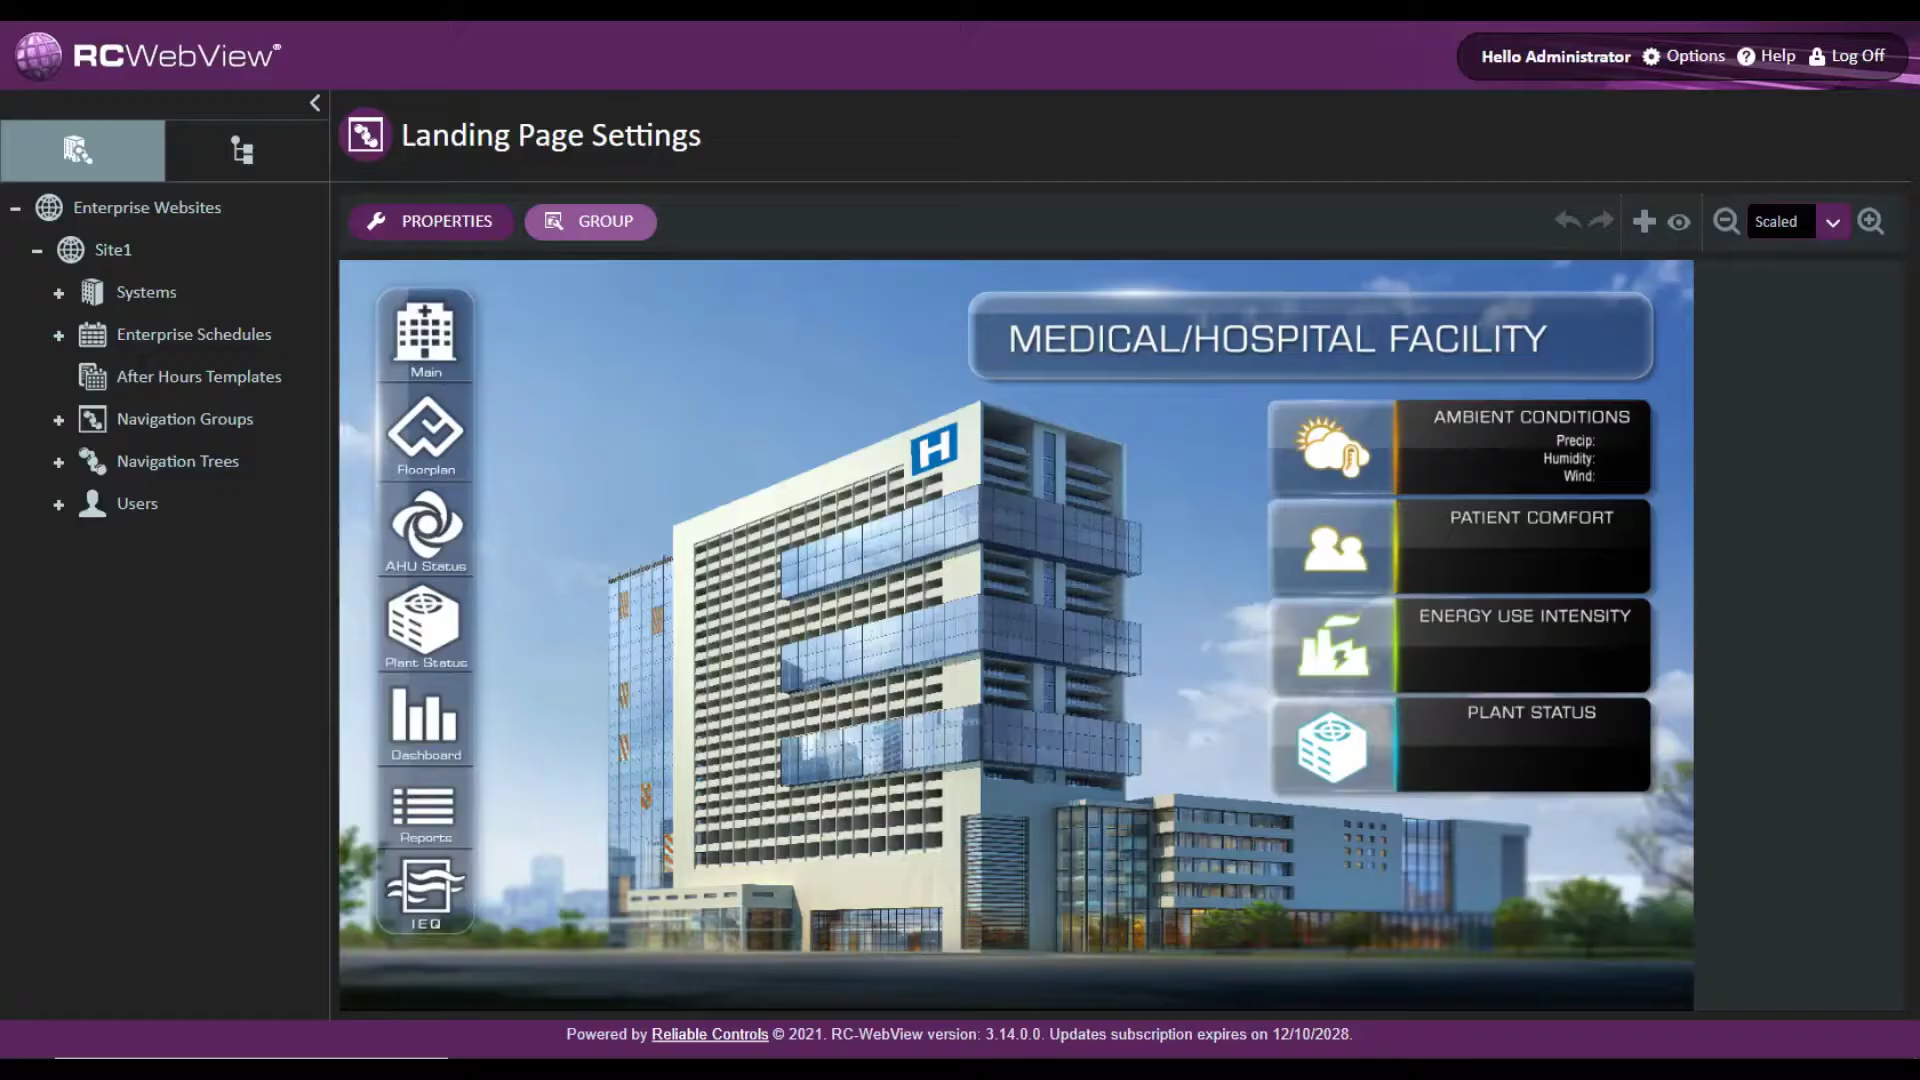 RCWebView®
Hello Administrator Options Help Log Off
Landing Page Settings
PROPERTIES GROUP
Scaled
Enterprise Websites
Site1
Systems
Enterprise Schedules
After Hours Templates
Navigation Groups
Navigation Trees
Users
Main
Floorplan
AHU Status
Plant Status
Dashboard
Reports
IEQ
H
MEDICAL/HOSPITAL FACILITY
AMBIENT CONDITIONS
Precip:
Humidity:
Wind:
PATIENT COMFORT
ENERGY USE INTENSITY
PLANT STATUS
Powered by Reliable Controls © 2021. RC-WebView version: 3.14.0.0. Updates subscription expires on 12/10/2028.